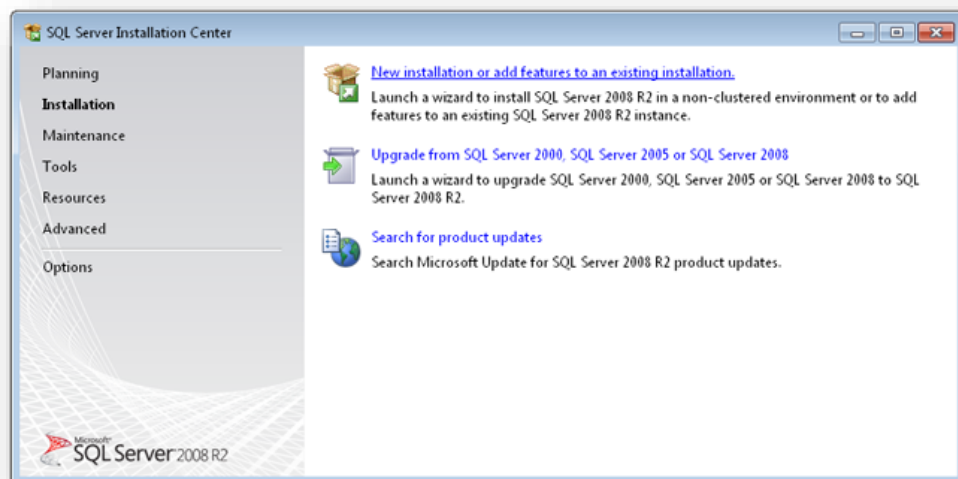 SQL Server Installation Center
Planning
Installation
Maintenance
Tools
Resources
Advanced
Options
New installation or add features to an existing installation.
Launch a wizard to install SQL Server 2008 R2 in a non-clustered environment or to add
features to an existing SQL Server 2008 R2 instance.
Upgrade from SQL Server 2000, SQL Server 2005 or SQL Server 2008
Launch a wizard to upgrade SQL Server 2000, SQL Server 2005 or SQL Server 2008 to SQL
Server 2008 R2.
Search for product updates
Search Microsoft Update for SQL Server 2008 R2 product updates.
Microsoft
SQL Server 2008 R2